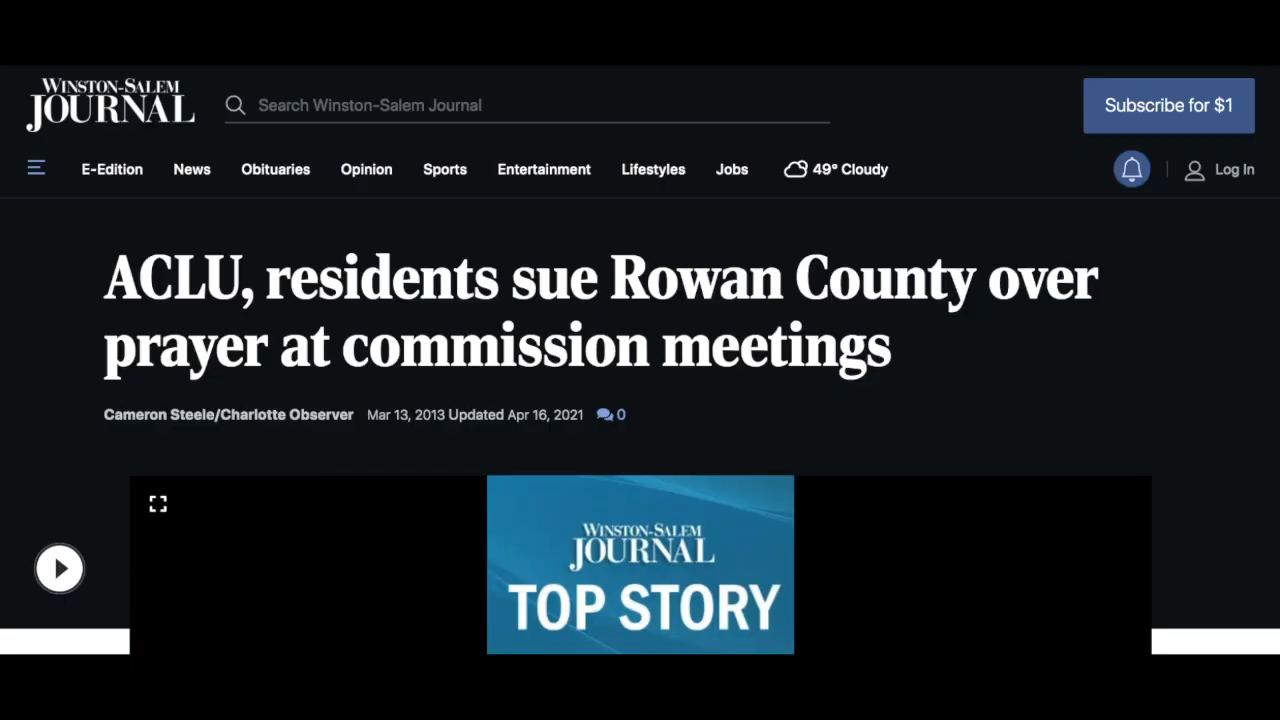 WINSTON-SALEM
JOURNAL
Search Winston-Salem Journal
Subscribe for $1
E-Edition News Obituaries Opinion Sports Entertainment Lifestyles Jobs 49° Cloudy Log In
ACLU, residents sue Rowan County over
prayer at commission meetings
Cameron Steele/Charlotte Observer Mar 13, 2013 Updated Apr 16, 2021 0
WINSTON-SALEM
JOURNAL
TOP STORY